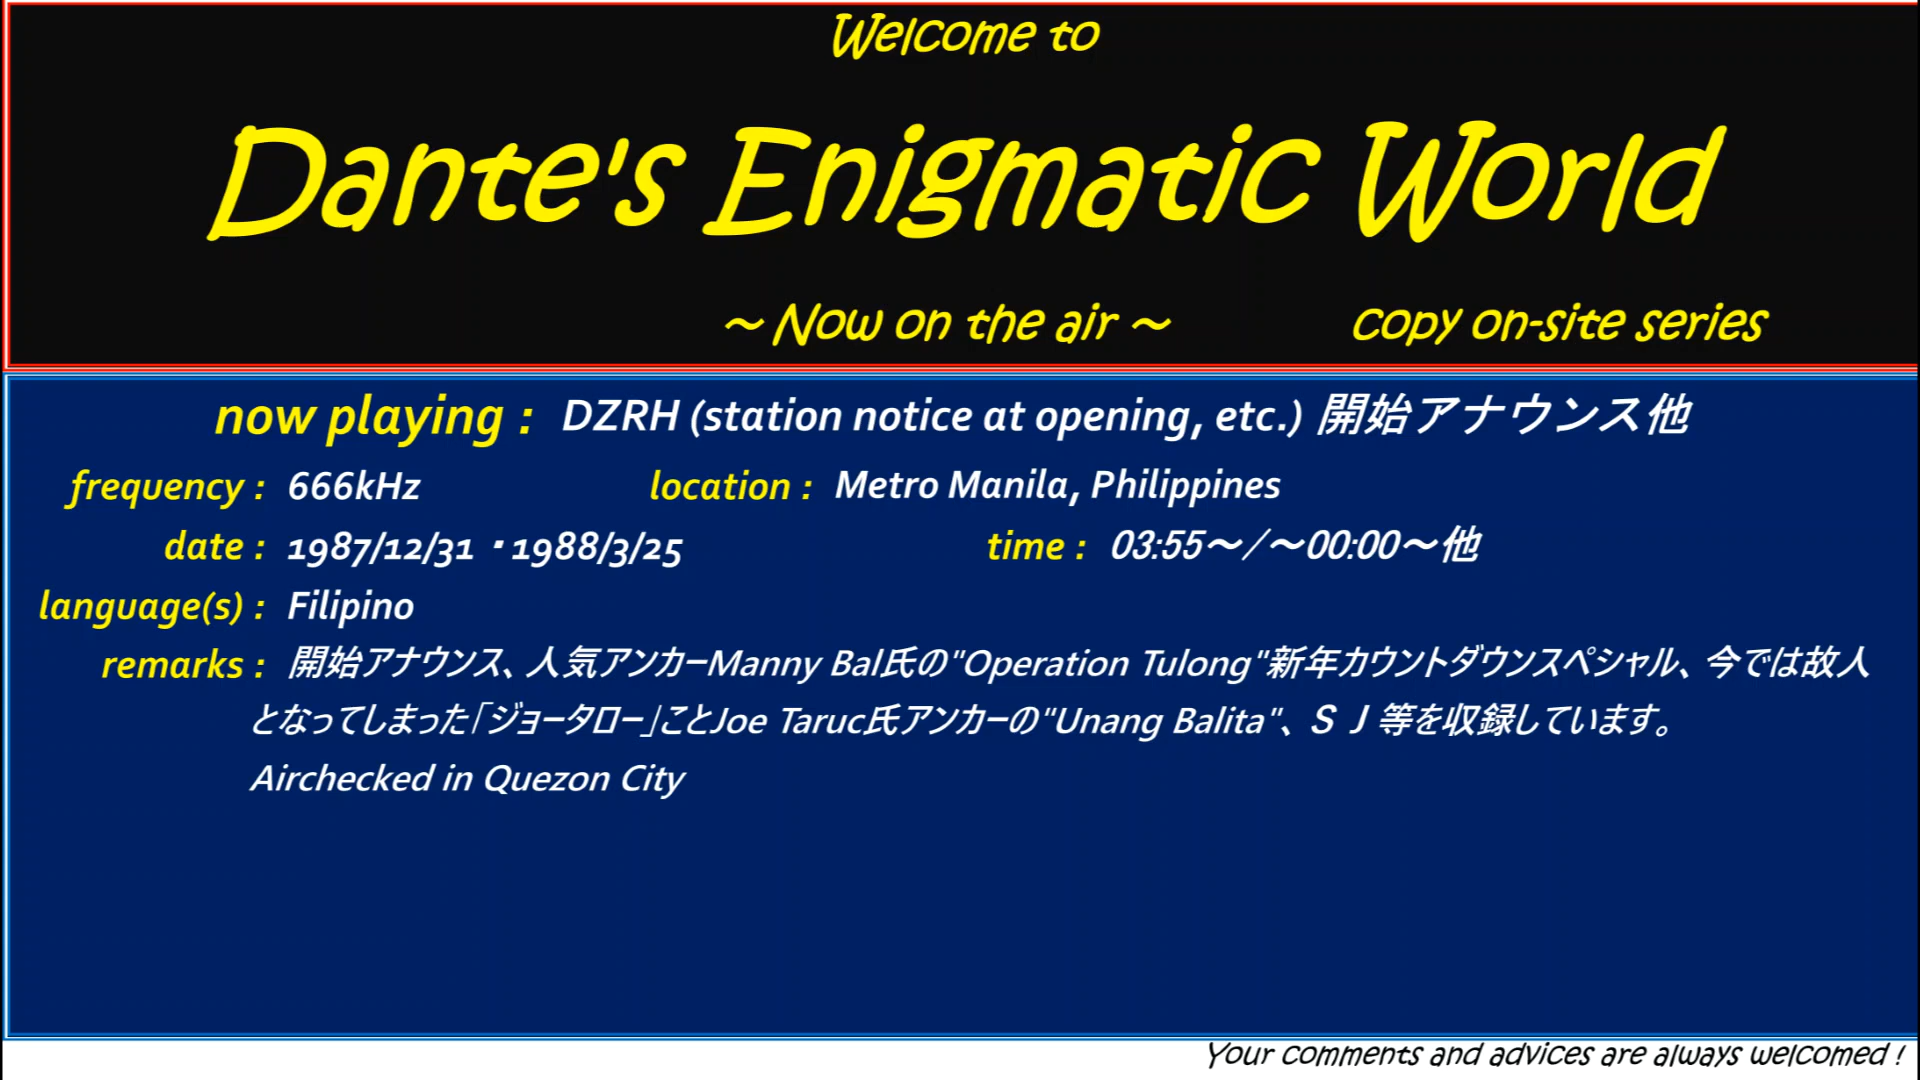 Welcome to
Dante's Enigmatic World
～ Now on the air ～ copy on-site series
now playing : DZRH (station notice at opening, etc.) 開始アナウンス他
frequency : 666kHz location : Metro Manila, Philippines
date : 1987/12/31 ・1988/3/25 time : 03:55～/～00:00～他
language(s) : Filipino
remarks : 開始アナウンス、人気アンカーManny Bal氏の"Operation Tulong"新年カウントダウンスペシャル、今では故人
となってしまった「ジョータロー」ことJoe Taruc氏アンカーの"Unang Balita"、ＳＪ等を収録しています。
Airchecked in Quezon City
Your comments and advices are always welcomed !